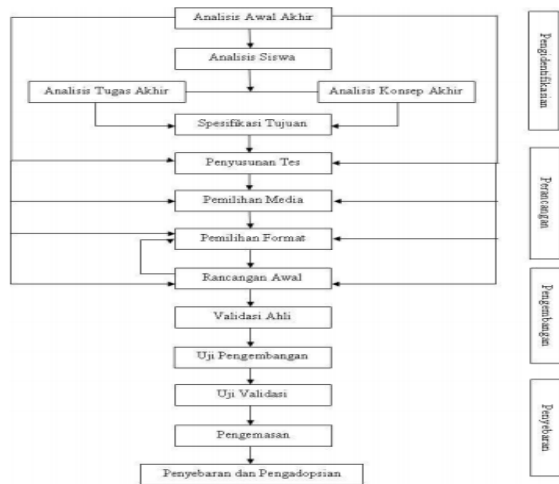 Analisis Awal Akhir
Analisis Siswa
Analisis Tugas Akhir
Analisis Konsep Akhir
Spesifikasi Tujuan
Penyusunan Tes
Pemilihan Media
Pemilihan Format
Rancangan Awal
Validasi Ahli
Uji Pengembangan
Uji Validasi
Pengemasan
Penyebaran dan Pengadopsian
Pengidentifikasian
Perancangan
Pengembangan
Penyebaran